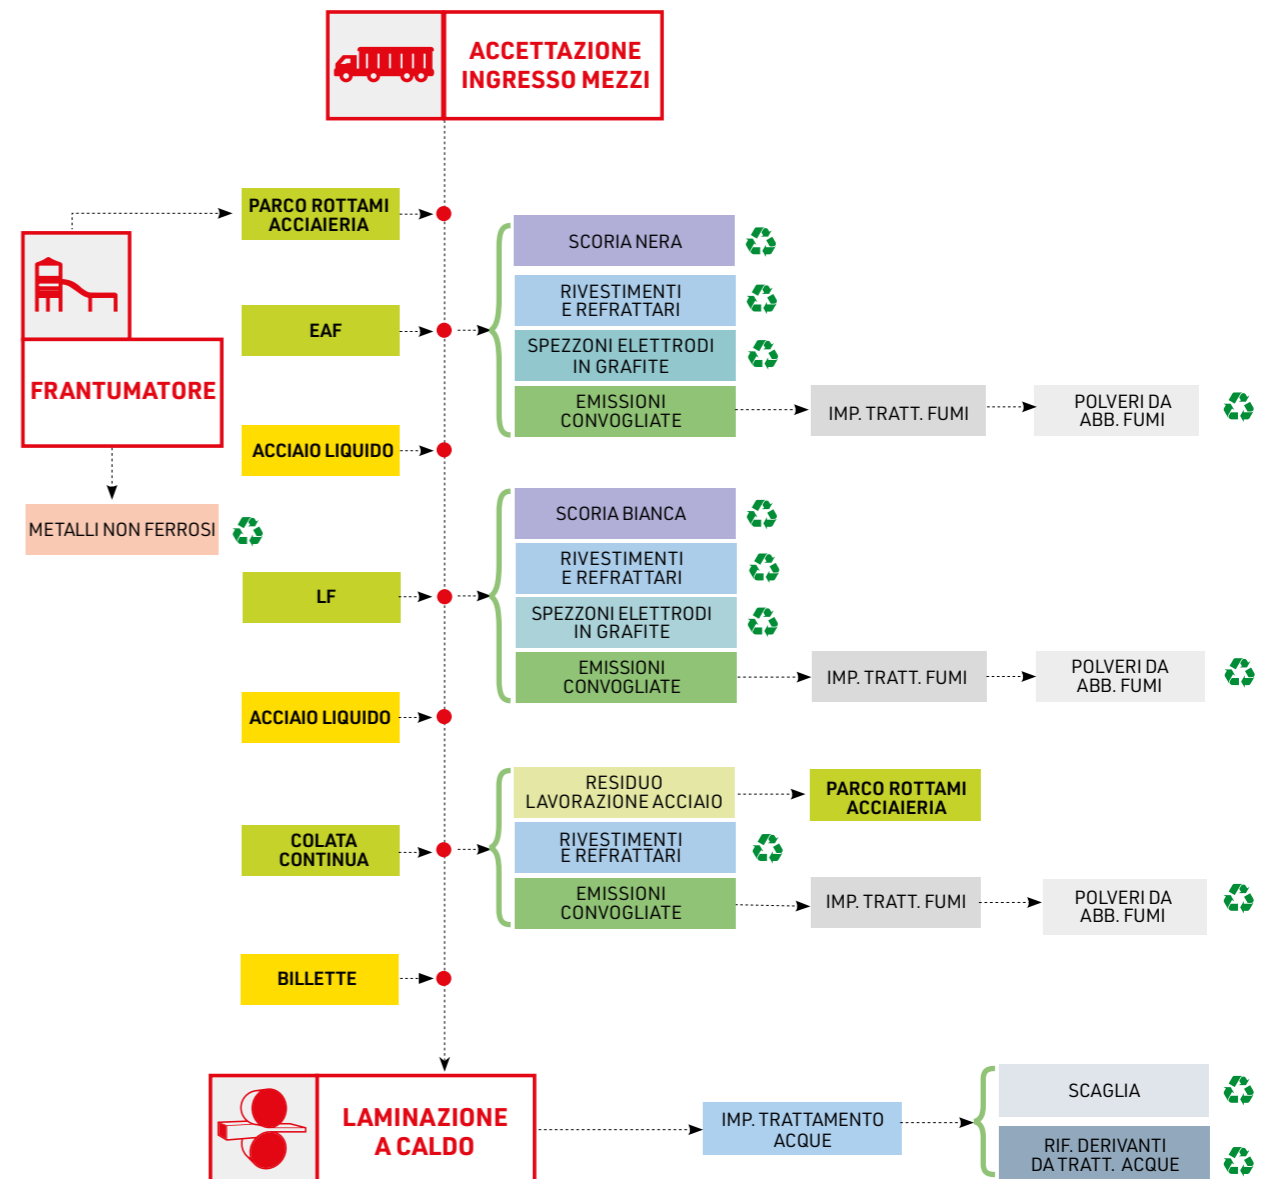 ACCETTAZIONE
INGRESSO MEZZI
PARCO ROTTAMI
ACCIAIERIA
SCORIA NERA
RIVESTIMENTI
E REFRATTARI
EAF
SPEZZONI ELETTRODI
IN GRAFITE
FRANTUMATORE
EMISSIONI
CONVOGLIATE
IMP. TRATT. FUMI
POLVERI DA
ABB. FUMI
ACCIAIO LIQUIDO
METALLI NON FERROSI
SCORIA BIANCA
RIVESTIMENTI
E REFRATTARI
LF
SPEZZONI ELETTRODI
IN GRAFITE
EMISSIONI
CONVOGLIATE
IMP. TRATT. FUMI
POLVERI DA
ABB. FUMI
ACCIAIO LIQUIDO
RESIDUO
LAVORAZIONE ACCIAIO
PARCO ROTTAMI
ACCIAIERIA
COLATA
CONTINUA
RIVESTIMENTI
E REFRATTARI
EMISSIONI
CONVOGLIATE
IMP. TRATT. FUMI
POLVERI DA
ABB. FUMI
BILLETTE
LAMINAZIONE
A CALDO
IMP. TRATTAMENTO
ACQUE
SCAGLIA
RIF. DERIVANTI
DA TRATT. ACQUE